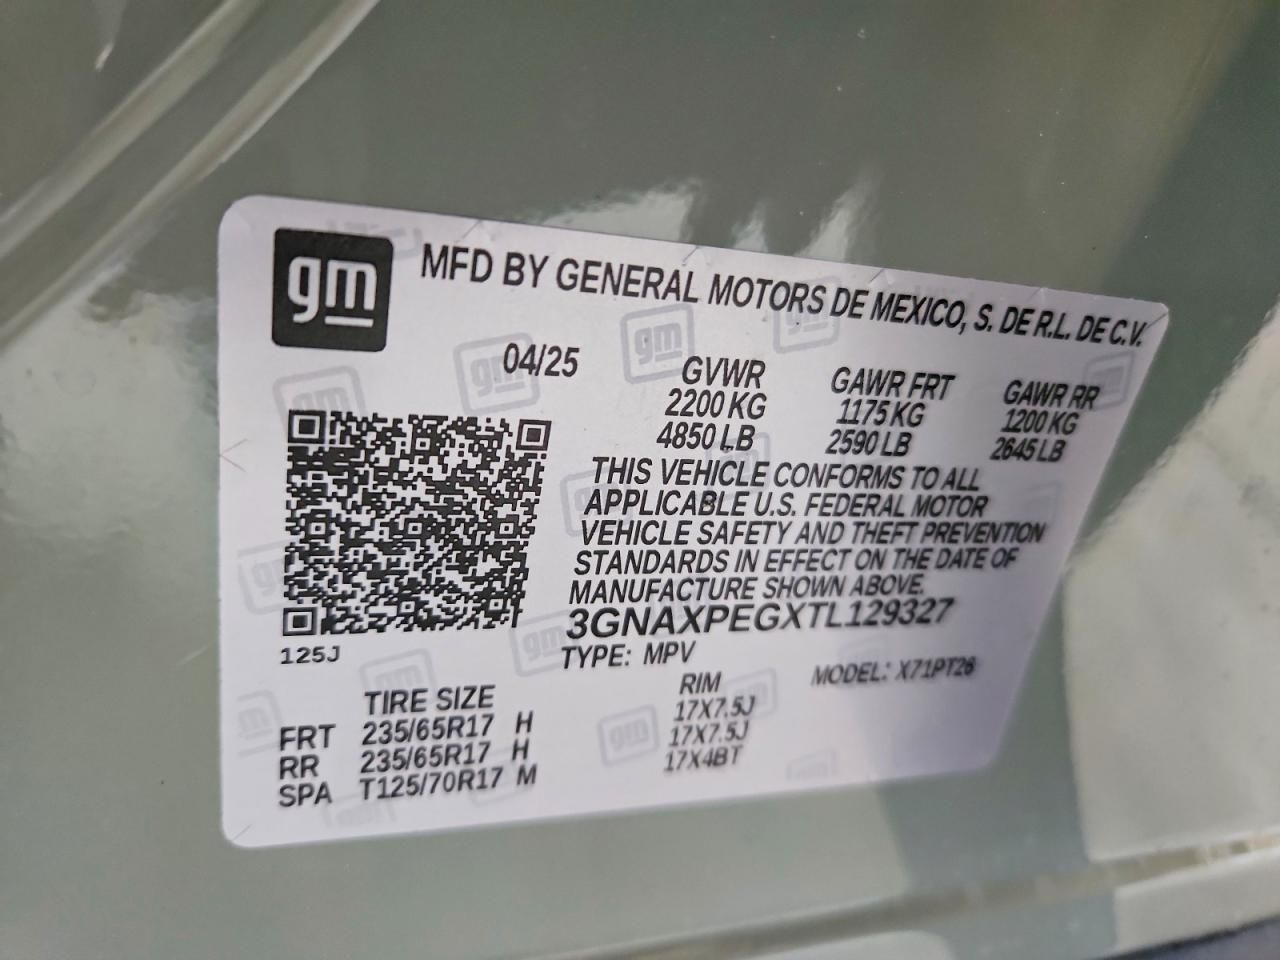 gm
MFD BY GENERAL MOTORS DE MEXICO, S. DE R.L. DE C.V.
04/25 GVWR GAWR FRT GAWR RR
2200 KG 1175 KG 1200 KG
4850 LB 2590 LB 2645 LB
THIS VEHICLE CONFORMS TO ALL
APPLICABLE U.S. FEDERAL MOTOR
VEHICLE SAFETY AND THEFT PREVENTION
STANDARDS IN EFFECT ON THE DATE OF
MANUFACTURE SHOWN ABOVE.
3GNAXPEGXTL129327
125J
TYPE: MPV MODEL: X71PT26
TIRE SIZE RIM
FRT 235/65R17 H 17X7.5J
RR 235/65R17 H 17X7.5J
SPA T125/70R17 M 17X4BT